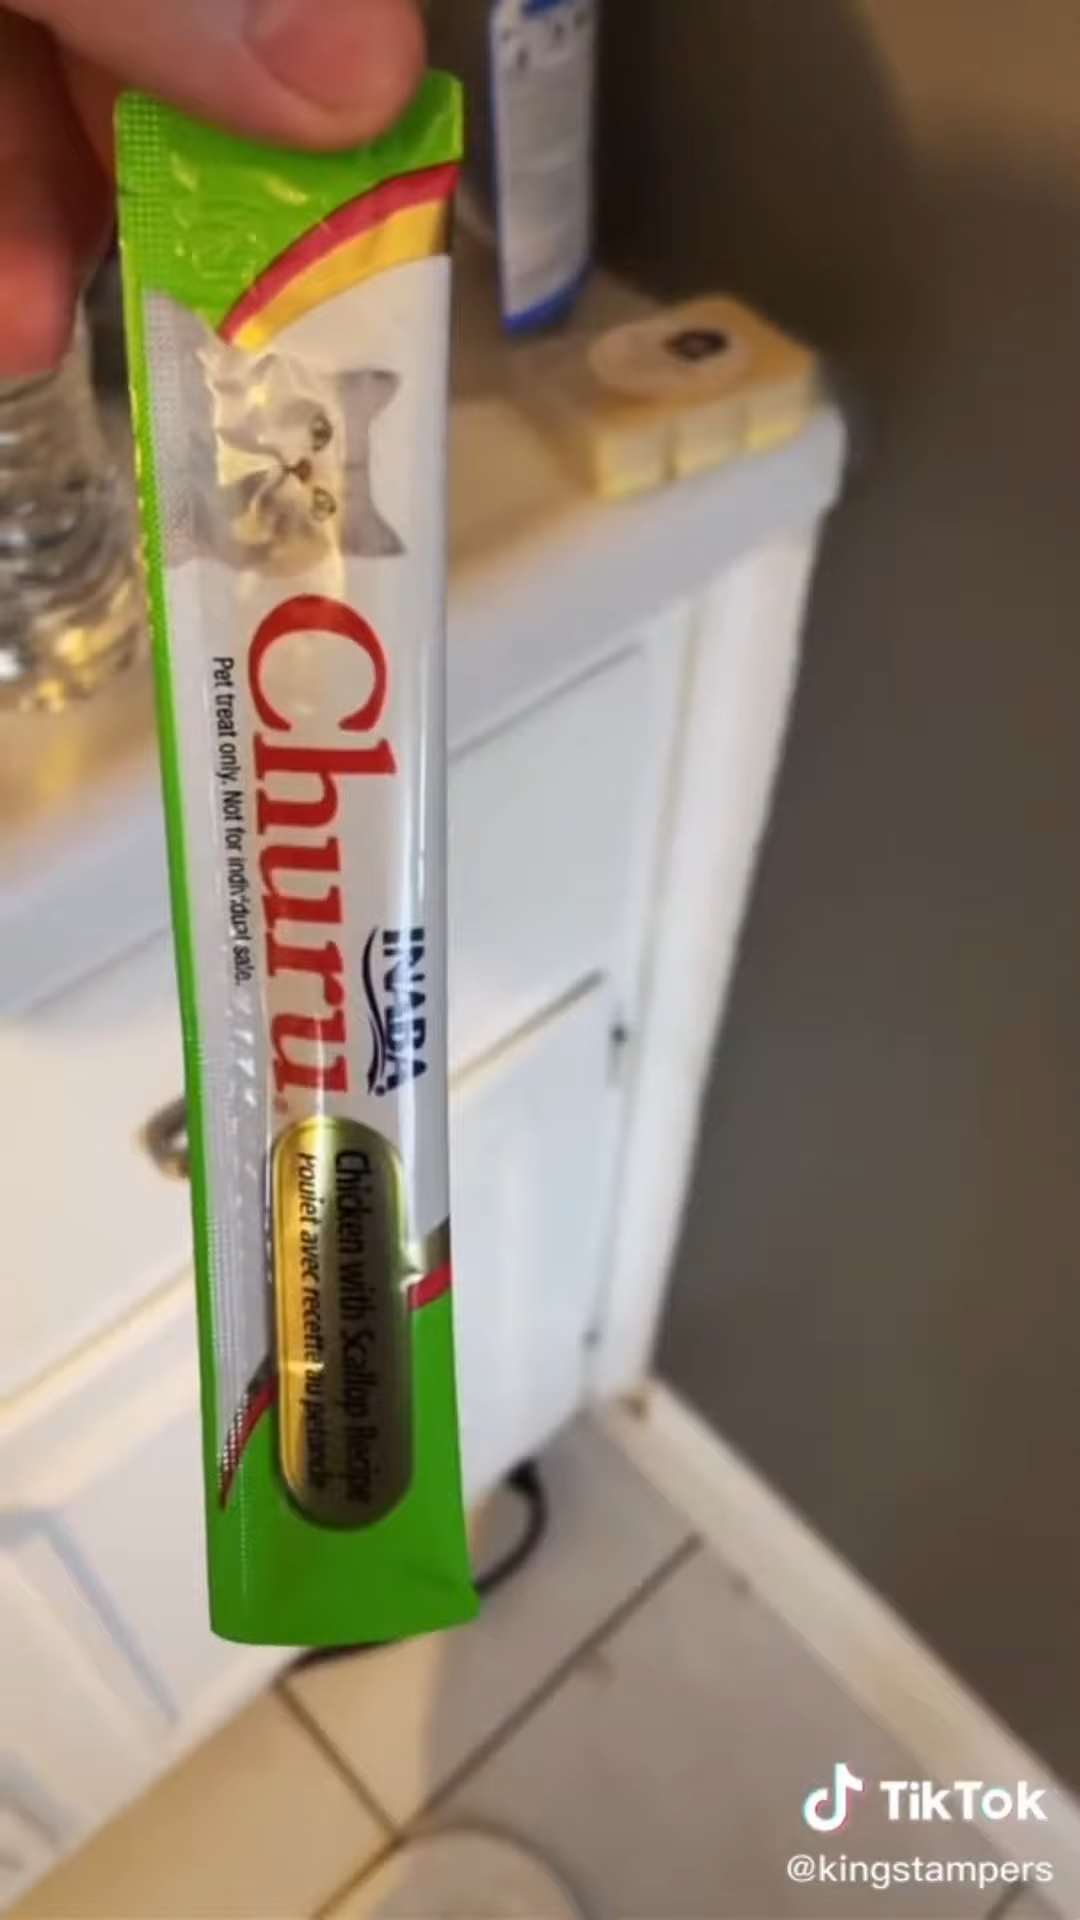 INABA
Churu
Pet treat only. Not for individual sale.
Chicken with Scallop Recipe
Poulet avec recette au pétoncle
TikTok
@kingstampers